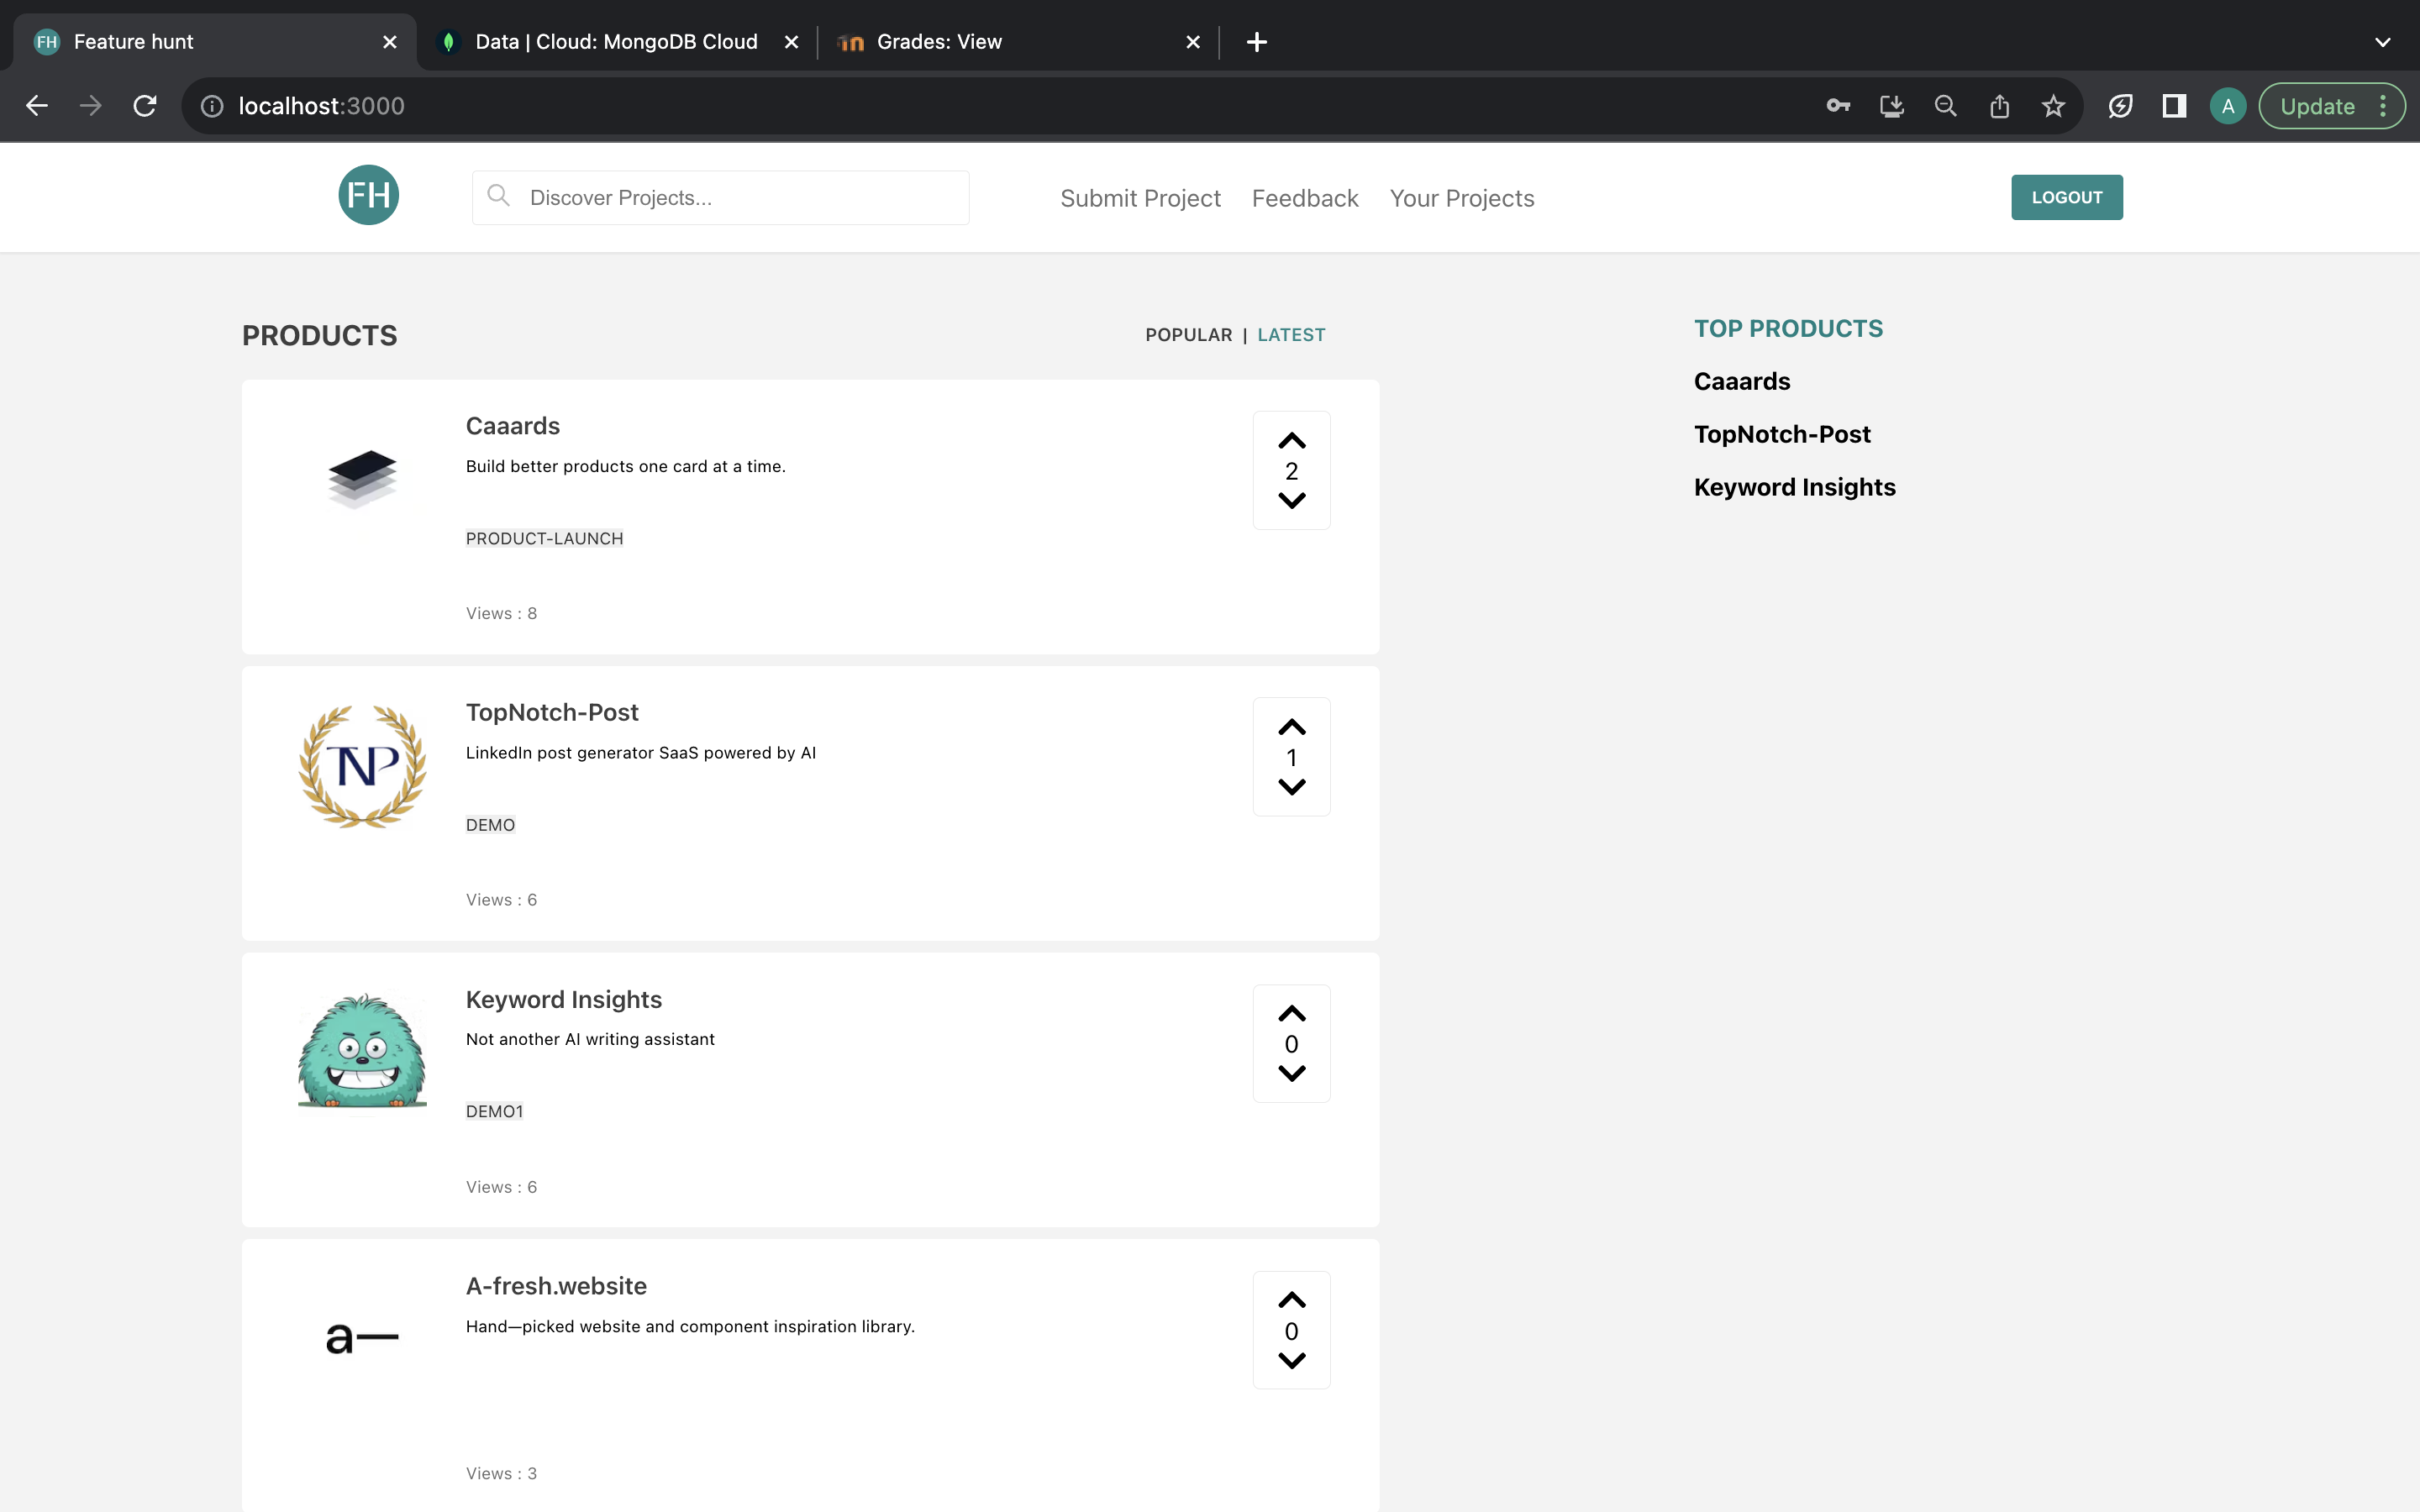 FH Feature hunt
Data | Cloud: MongoDB Cloud
Grades: View
localhost:3000
A
Update
FH
Discover Projects...
Submit Project
Feedback
Your Projects
LOGOUT
PRODUCTS
POPULAR | LATEST
Caaards
Build better products one card at a time.
PRODUCT-LAUNCH
Views : 8
2
TNP
TopNotch-Post
LinkedIn post generator SaaS powered by AI
DEMO
Views : 6
1
Keyword Insights
Not another AI writing assistant
DEMO1
Views : 6
0
a—
A-fresh.website
Hand—picked website and component inspiration library.
Views : 3
0
TOP PRODUCTS
Caaards
TopNotch-Post
Keyword Insights